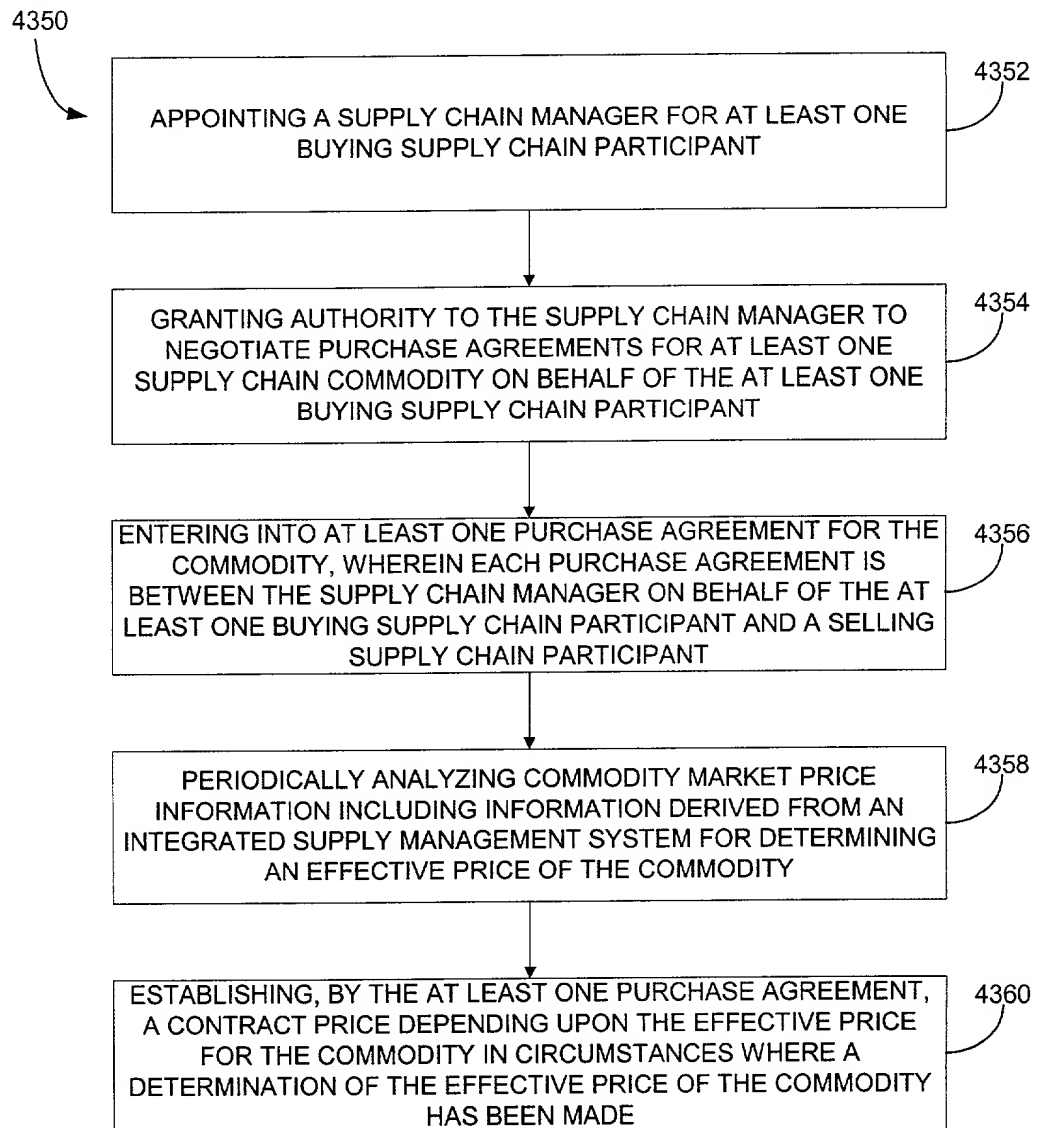 4350
4352
APPOINTING A SUPPLY CHAIN MANAGER FOR AT LEAST ONE
BUYING SUPPLY CHAIN PARTICIPANT
4354
GRANTING AUTHORITY TO THE SUPPLY CHAIN MANAGER TO
NEGOTIATE PURCHASE AGREEMENTS FOR AT LEAST ONE
SUPPLY CHAIN COMMODITY ON BEHALF OF THE AT LEAST ONE
BUYING SUPPLY CHAIN PARTICIPANT
4356
ENTERING INTO AT LEAST ONE PURCHASE AGREEMENT FOR THE
COMMODITY, WHEREIN EACH PURCHASE AGREEMENT IS
BETWEEN THE SUPPLY CHAIN MANAGER ON BEHALF OF THE AT
LEAST ONE BUYING SUPPLY CHAIN PARTICIPANT AND A SELLING
SUPPLY CHAIN PARTICIPANT
4358
PERIODICALLY ANALYZING COMMODITY MARKET PRICE
INFORMATION INCLUDING INFORMATION DERIVED FROM AN
INTEGRATED SUPPLY MANAGEMENT SYSTEM FOR DETERMINING
AN EFFECTIVE PRICE OF THE COMMODITY
4360
ESTABLISHING, BY THE AT LEAST ONE PURCHASE AGREEMENT,
A CONTRACT PRICE DEPENDING UPON THE EFFECTIVE PRICE
FOR THE COMMODITY IN CIRCUMSTANCES WHERE A
DETERMINATION OF THE EFFECTIVE PRICE OF THE COMMODITY
HAS BEEN MADE